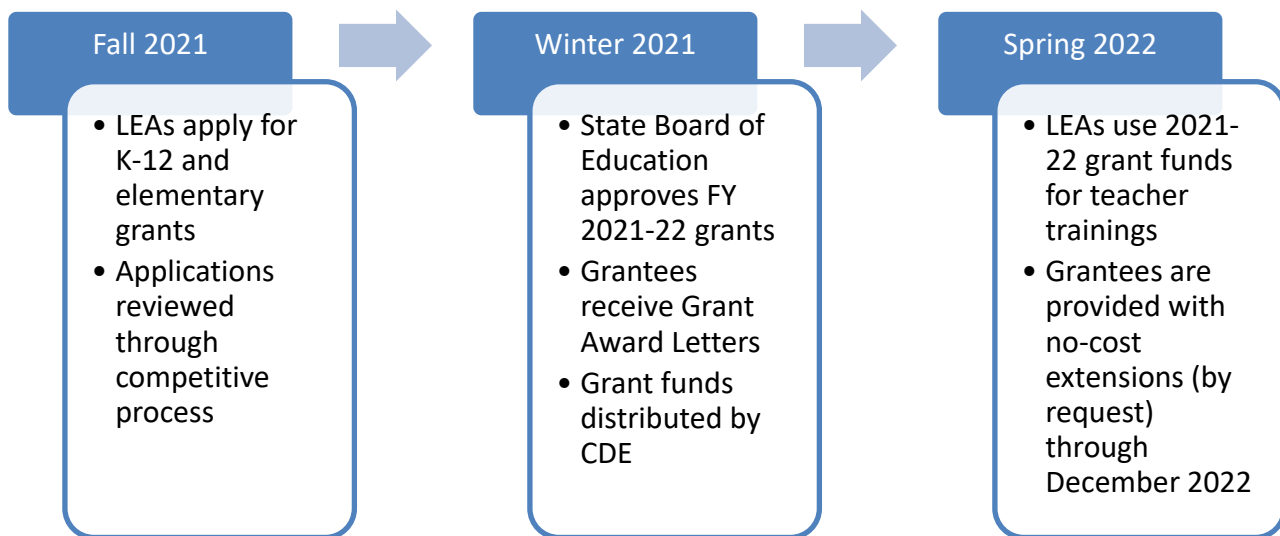 Fall 2021
• LEAs apply for
K-12 and
elementary
grants
• Applications
reviewed
through
competitive
process
Winter 2021
• State Board of
Education
approves FY
2021-22 grants
• Grantees
receive Grant
Award Letters
• Grant funds
distributed by
CDE
Spring 2022
• LEAs use 2021-
22 grant funds
for teacher
trainings
• Grantees are
provided with
no-cost
extensions (by
request)
through
December 2022